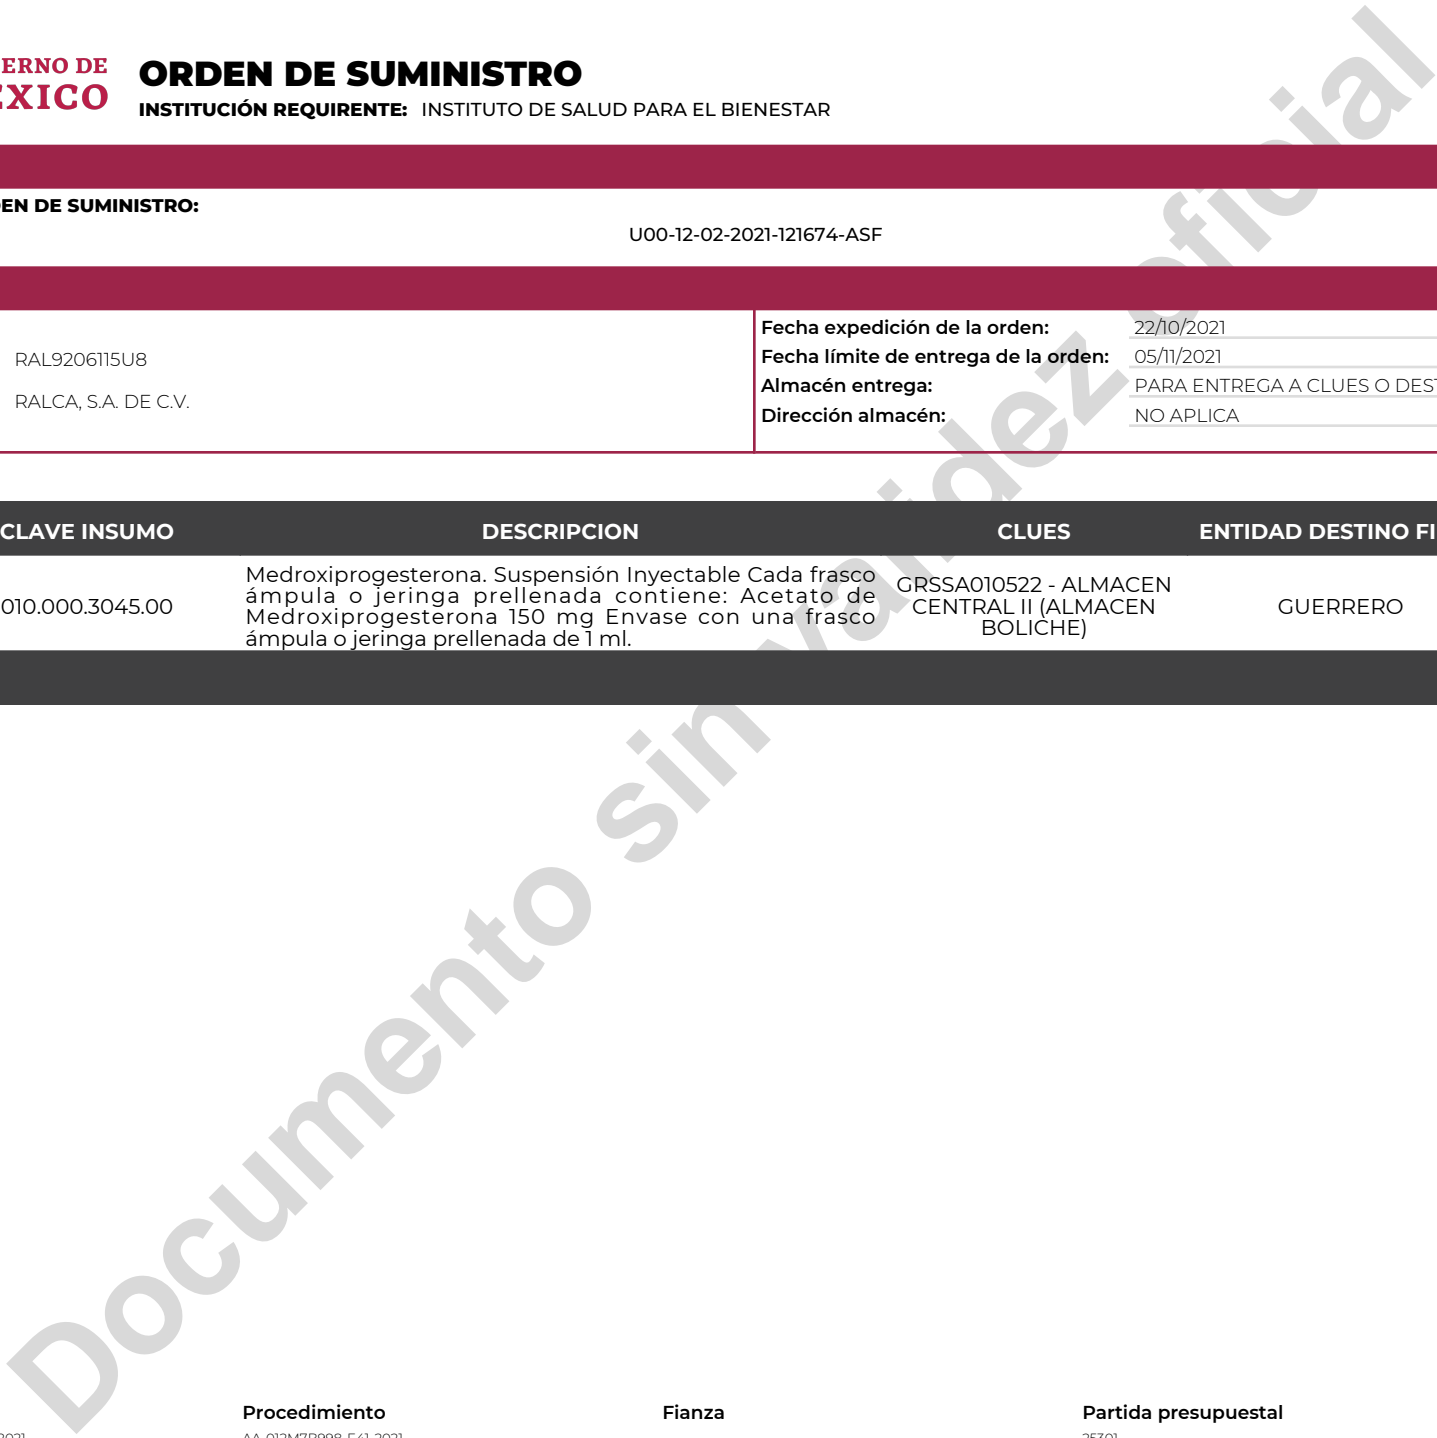 ERNO DE
EXICO
ORDEN DE SUMINISTRO
INSTITUCIÓN REQUIRENTE: INSTITUTO DE SALUD PARA EL BIENESTAR
EN DE SUMINISTRO:
U00-12-02-2021-121674-ASF
RAL9206115U8
RALCA, S.A. DE C.V.
Fecha expedición de la orden: 22/10/2021
Fecha límite de entrega de la orden: 05/11/2021
Almacén entrega: PARA ENTREGA A CLUES O DES
Dirección almacén: NO APLICA
CLAVE INSUMO DESCRIPCION CLUES ENTIDAD DESTINO FI
010.000.3045.00
Medroxiprogesterona. Suspensión Inyectable Cada frasco
ámpula o jeringa prellenada contiene: Acetato de
Medroxiprogesterona 150 mg Envase con una frasco
ámpula o jeringa prellenada de 1 ml.
GRSSA010522 - ALMACEN
CENTRAL II (ALMACEN
BOLICHE)
GUERRERO
Documento sin validez oficial
Procedimiento Fianza Partida presupuestal